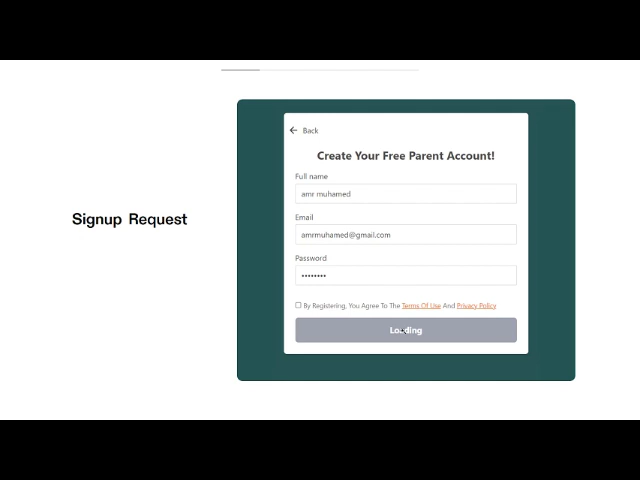 Signup Request
Back
Create Your Free Parent Account!
Full name
amr muhamed
Email
amrmuhamed@gmail.com
Password
••••••••
By Registering, You Agree To The Terms Of Use And Privacy Policy
Loading